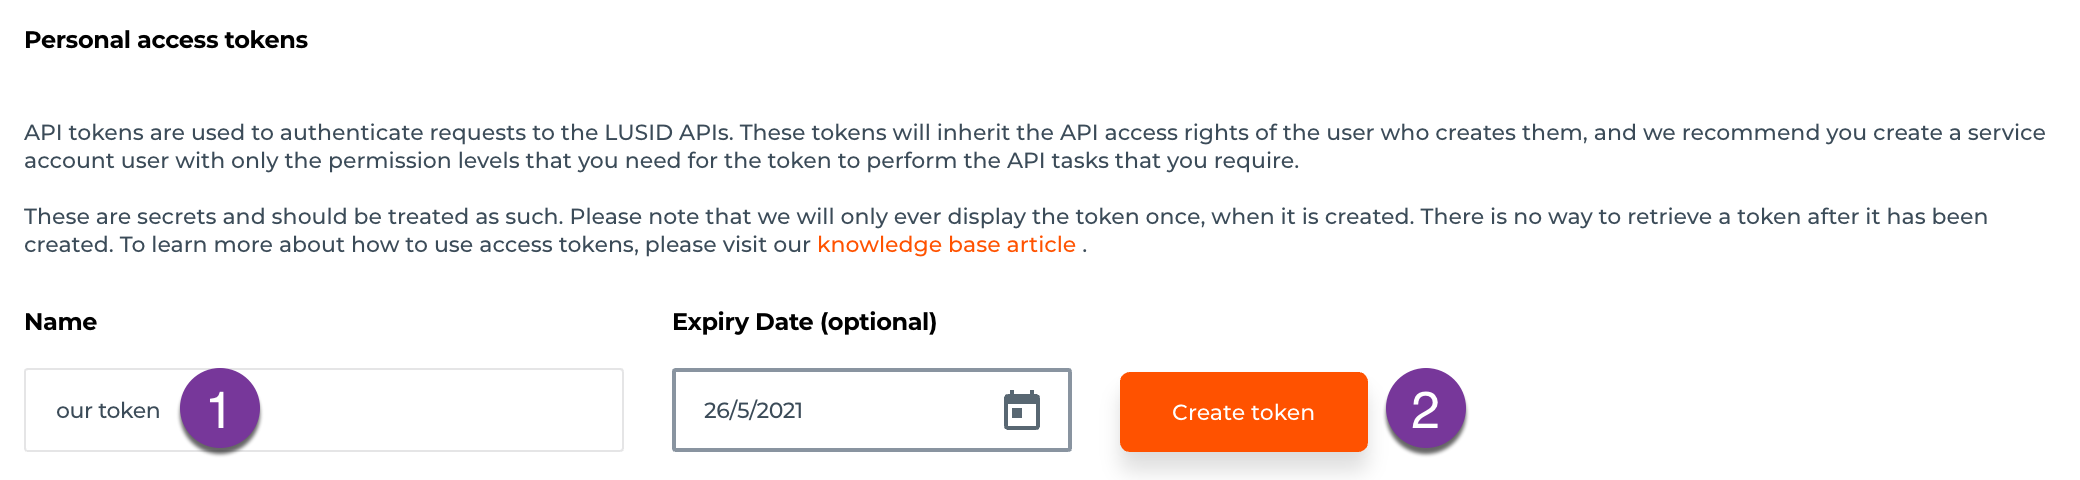 Personal access tokens
API tokens are used to authenticate requests to the LUSID APIs. These tokens will inherit the API access rights of the user who creates them, and we recommend you create a service
account user with only the permission levels that you need for the token to perform the API tasks that you require.
These are secrets and should be treated as such. Please note that we will only ever display the token once, when it is created. There is no way to retrieve a token after it has been
created. To learn more about how to use access tokens, please visit our knowledge base article .
Name
Expiry Date (optional)
our token 1
26/5/2021
Create token 2